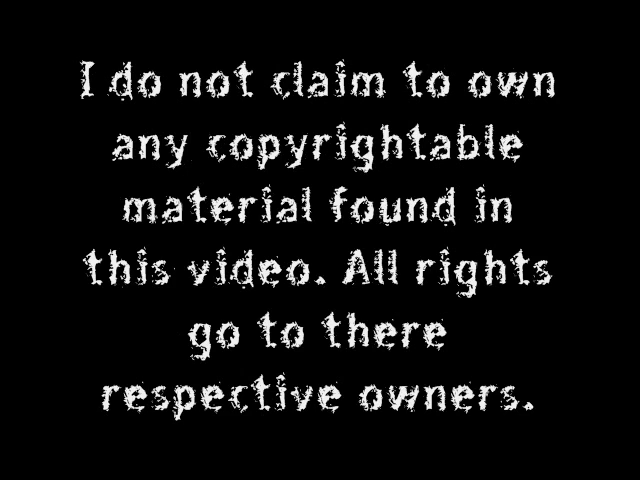 I do not claim to own
any copyrightable
material found in
this video. All rights
go to there
respective owners.